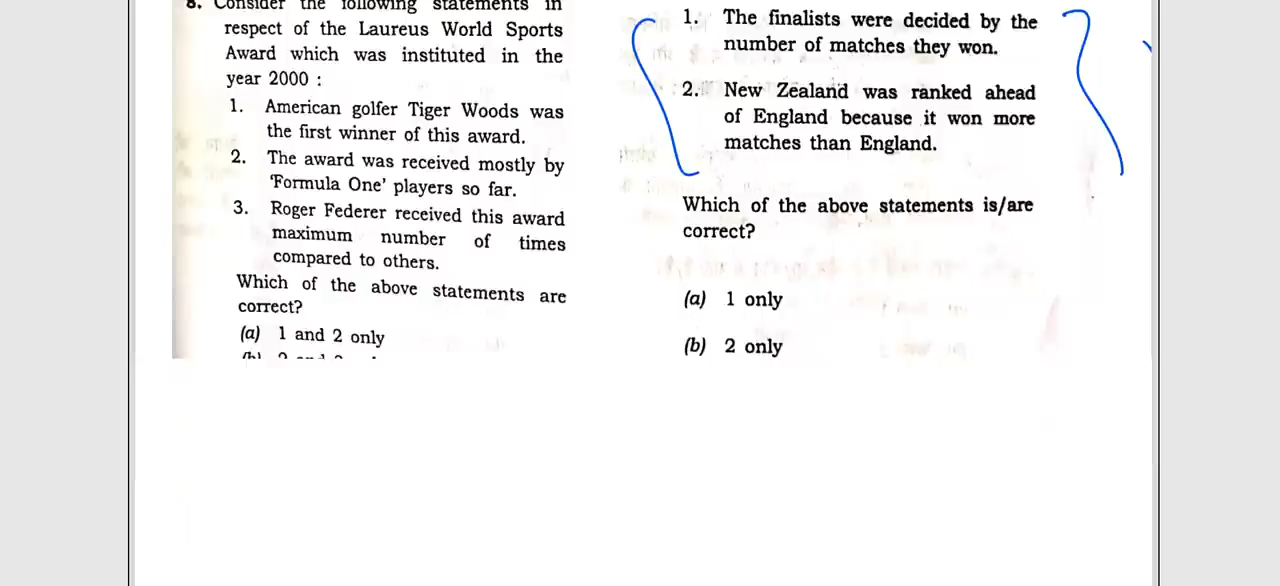 8. Consider the following statements in
respect of the Laureus World Sports
Award which was instituted in the
year 2000 :
1. American golfer Tiger Woods was
the first winner of this award.
2. The award was received mostly by
'Formula One' players so far.
3. Roger Federer received this award
maximum number of times
compared to others.
Which of the above statements are
correct?
(a) 1 and 2 only
1. The finalists were decided by the
number of matches they won.
2. New Zealand was ranked ahead
of England because it won more
matches than England.
Which of the above statements is/are
correct?
(a) 1 only
(b) 2 only